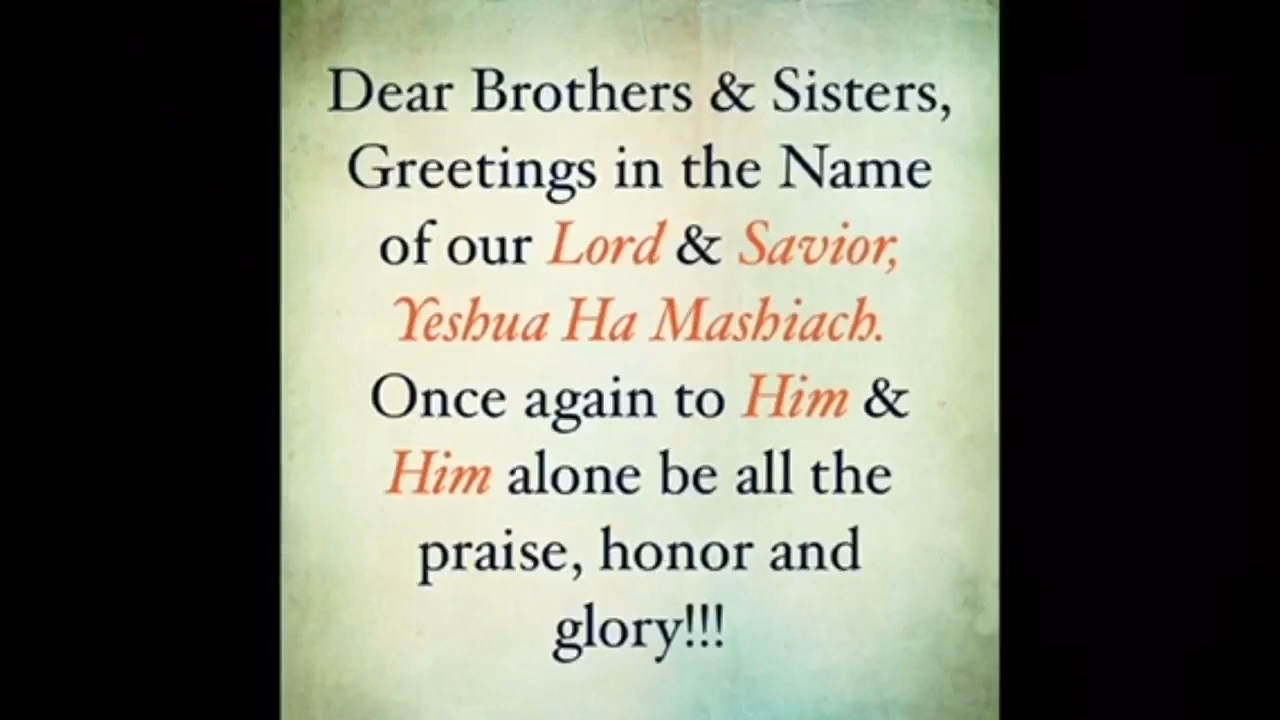 Dear Brothers & Sisters,
Greetings in the Name
of our Lord & Savior,
Yeshua Ha Mashiach.
Once again to Him &
Him alone be all the
praise, honor and
glory!!!